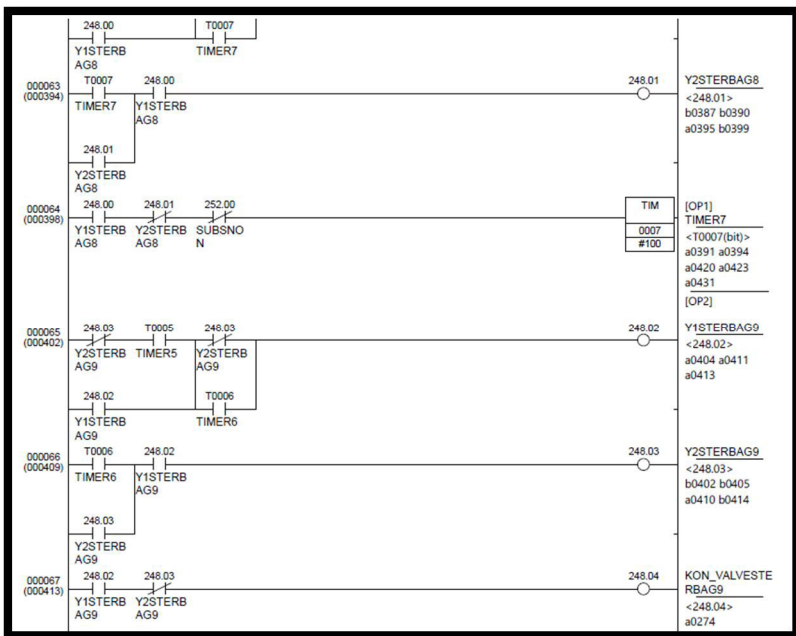 248.00 T0007
Y1STERB TIMER7
AG8
000063 T0007 248.00 248.01 Y2STERBAG8
(000394) <248.01>
TIMER7 Y1STERB b0387 b0390
AG8 a0395 b0399
248.01
Y2STERB
AG8
000064 248.00 248.01 252.00 TIM [OP1]
(000398) TIMER7
Y1STERB Y2STERB SUBSNO 0007 <T0007(bit)>
AG8 AG8 N #100 a0391 a0394
a0420 a0423
a0431
[OP2]
000065 248.03 T0005 248.03 248.02 Y1STERBAG9
(000402) <248.02>
Y2STERB TIMER5 Y2STERB a0404 a0411
AG9 AG9 a0413
248.02 T0006
Y1STERB TIMER6
AG9
000066 T0006 248.02 248.03 Y2STERBAG9
(000409) <248.03>
TIMER6 Y1STERB b0402 b0405
AG9 a0410 b0414
248.03
Y2STERB
AG9
000067 248.02 248.03 248.04 KON_VALVESTE
(000413) RBAG9
Y1STERB Y2STERB <248.04>
AG9 AG9 a0274